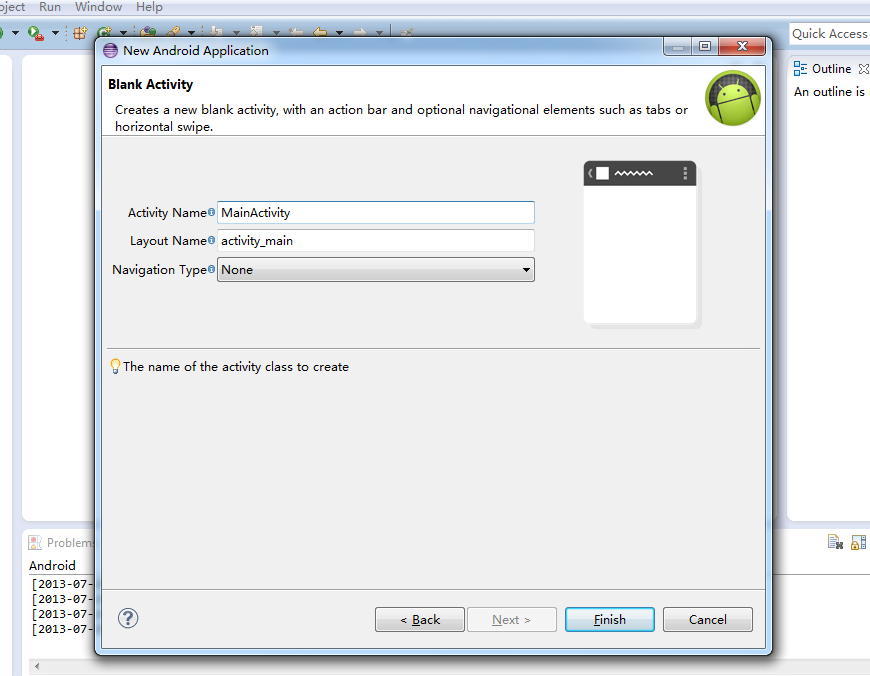 oject Run Window Help
Quick Access
New Android Application
Blank Activity
Creates a new blank activity, with an action bar and optional navigational elements such as tabs or
horizontal swipe.
Outline
An outline is
Activity Name MainActivity
Layout Name activity_main
Navigation Type None
The name of the activity class to create
Problems
Android
[2013-07-
[2013-07-
[2013-07-
[2013-07-
< Back Next > Finish Cancel